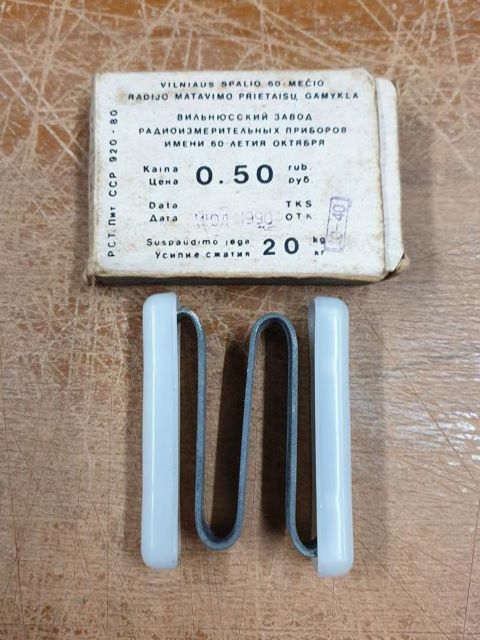 VILNIAUS SPALIO 60-MEČIO
RADIJO MATAVIMO PRIETAISŲ GAMYKLA
ВИЛЬНЮССКИЙ ЗАВОД
РАДИОИЗМЕРИТЕЛЬНЫХ ПРИБОРОВ
ИМЕНИ 60-ЛЕТИЯ ОКТЯБРЯ
Kaina 0.50 rub.
Цена руб.
Data TKS
Дата 1990 ОТК
Suspaudimo jėga 20 kg
Усилие сжатия кг
РСТ Лит ССР 920 - 80